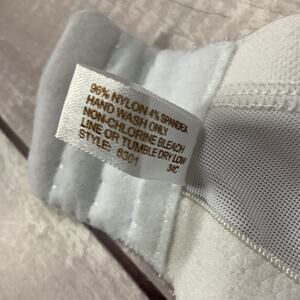 96% NYLON 4% SPANDEX
HAND WASH ONLY
NON-CHLORINE BLEACH
LINE OR TUMBLE DRY LOW
STYLE: 6301
34C